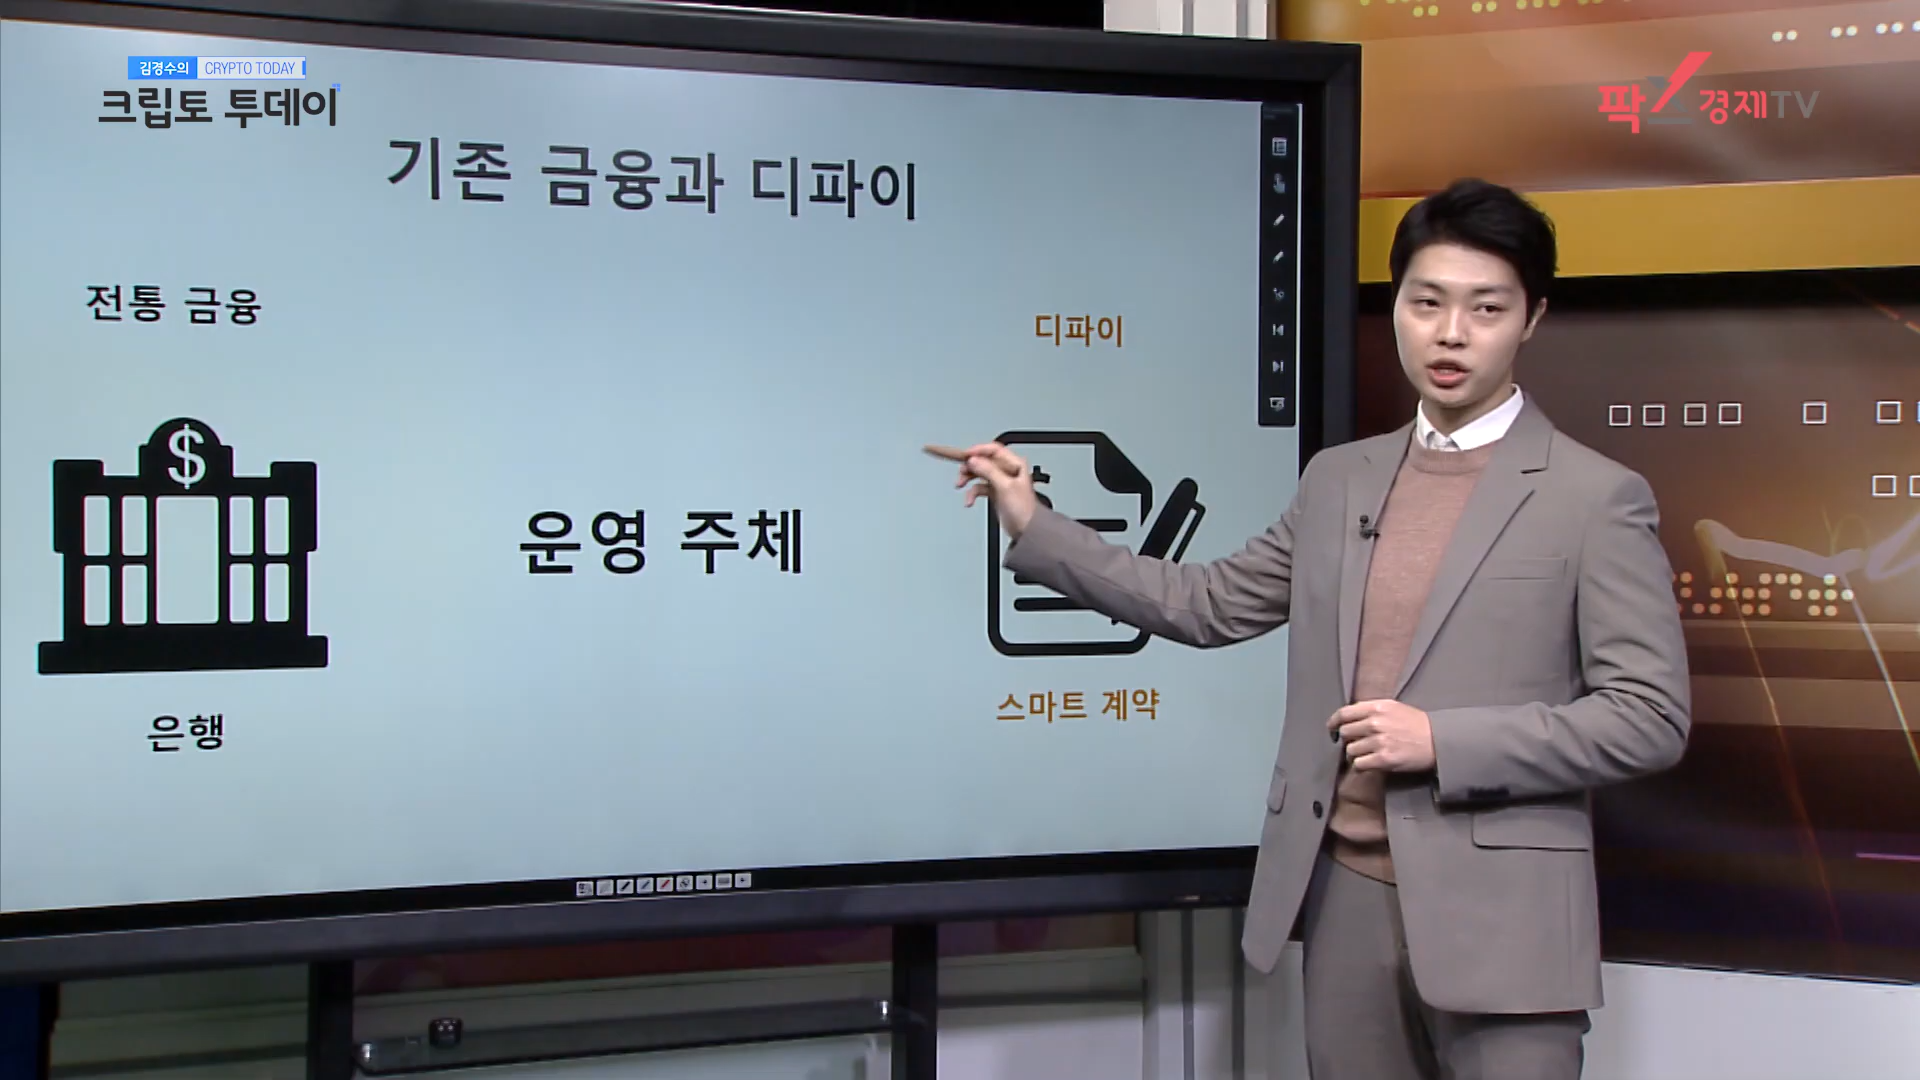 김경수의 CRYPTO TODAY
크립토 투데이
팍스경제TV
기존 금융과 디파이
전통 금융
디파이
$
운영 주체
은행
스마트 계약